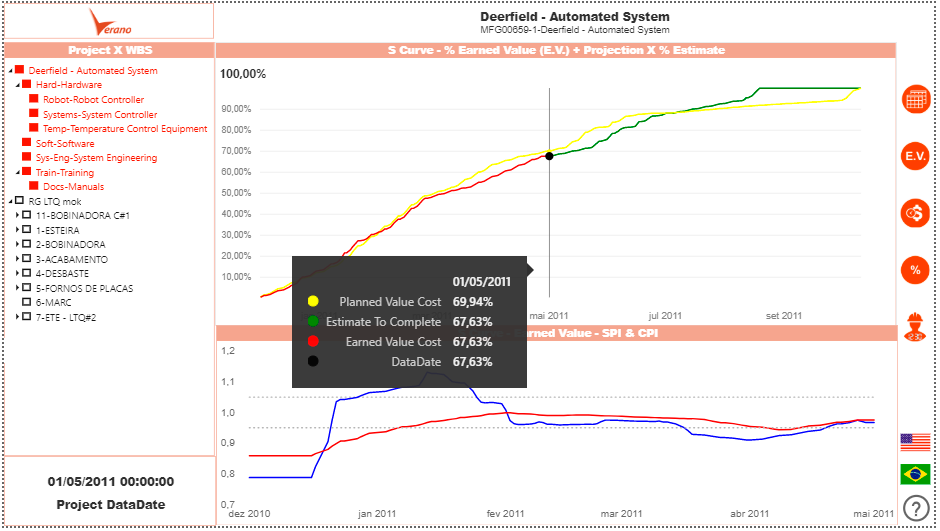 Verano
Deerfield - Automated System
MFG00659-1-Deerfield - Automated System
Project X WBS
Deerfield - Automated System
Hard-Hardware
Robot-Robot Controller
Systems-System Controller
Temp-Temperature Control Equipment
Soft-Software
Sys-Eng-System Engineering
Train-Training
Docs-Manuals
RG LTQ mok
11-BOBINADORA C#1
1-ESTEIRA
2-BOBINADORA
3-ACABAMENTO
4-DESBASTE
5-FORNOS DE PLACAS
6-MARC
7-ETE - LTQ#2
01/05/2011 00:00:00
Project DataDate
S Curve - % Earned Value (E.V.) + Projection X % Estimate
100,00%
90,00%
80,00%
70,00%
60,00%
50,00%
40,00%
30,00%
20,00%
10,00%
mai 2011
jul 2011
set 2011
01/05/2011
Planned Value Cost 69,94%
Estimate To Complete 67,63%
Earned Value Cost 67,63%
DataDate 67,63%
Earned Value - SPI & CPI
1,2
1,1
1,0
0,9
0,8
0,7
dez 2010
jan 2011
fev 2011
mar 2011
abr 2011
mai 2011
E.V.
%
?